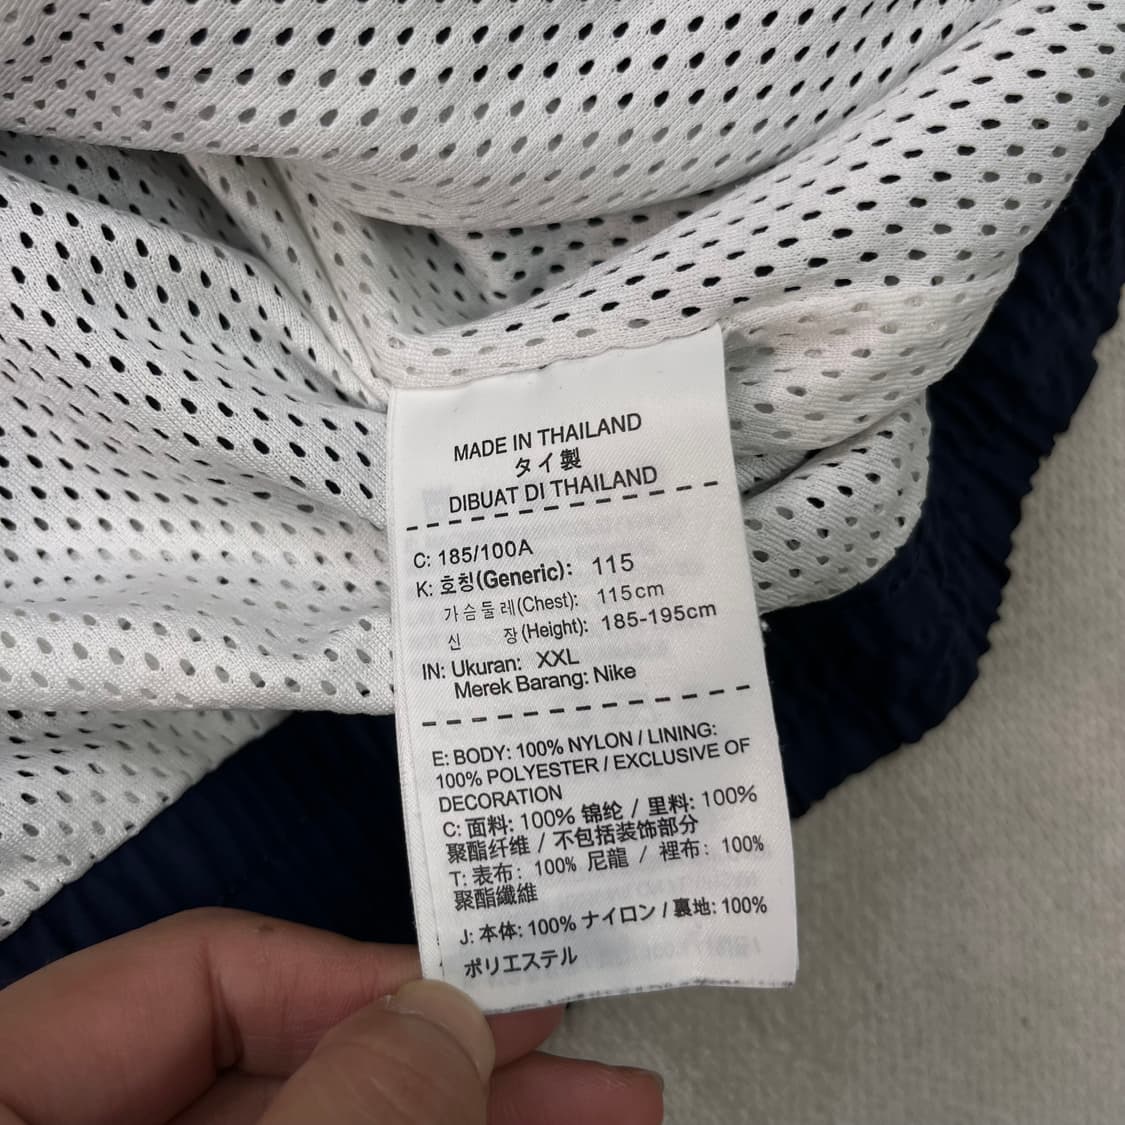 MADE IN THAILAND
タイ製
DIBUAT DI THAILAND
C: 185/100A
K: 호칭(Generic): 115
가슴둘레(Chest): 115cm
신 장(Height): 185-195cm
IN: Ukuran: XXL
Merek Barang: Nike
E: BODY: 100% NYLON / LINING:
100% POLYESTER / EXCLUSIVE OF
DECORATION
C: 面料: 100% 锦纶 / 里料: 100%
聚酯纤维 / 不包括装饰部分
T: 表布: 100% 尼龍 / 裡布: 100%
聚酯纖維
J: 本体: 100% ナイロン / 裏地: 100%
ポリエステル